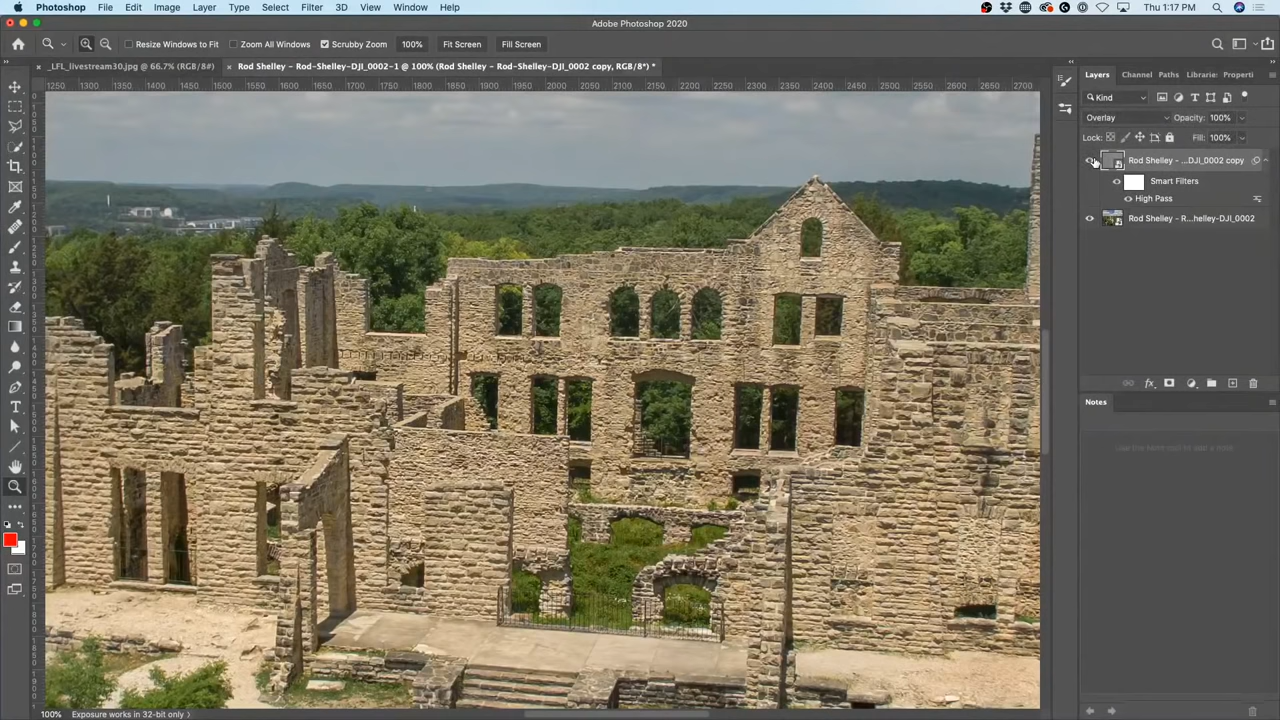 Photoshop File Edit Image Layer Type Select Filter 3D View Window Help Thu 1:17 PM
Adobe Photoshop 2020
Resize Windows to Fit Zoom All Windows Scrubby Zoom 100% Fit Screen Fill Screen
× _LFL_livestream30.jpg @ 66.7% (RGB/8#) × Rod Shelley - Rod-Shelley-DJI_0002-1 @ 100% (Rod Shelley - Rod-Shelley-DJI_0002 copy, RGB/8*) *
1250 1300 1350 1400 1450 1500 1550 1600 1650 1700 1750 1800 1850 1900 1950 2000 2050 2100 2150 2200 2250 2300 2350 2400 2450 2500 2550 2600 2650 2700
Layers Channel Paths Librarie Properti
Kind
Overlay Opacity: 100%
Lock: Fill: 100%
Rod Shelley - ...DJI_0002 copy
Smart Filters
High Pass
Rod Shelley - R...helley-DJI_0002
Notes
100% Exposure works in 32-bit only